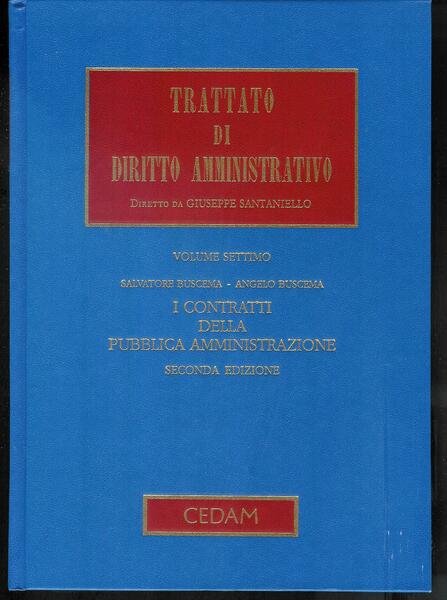 TRATTATO
DI
DIRITTO AMMINISTRATIVO
DIRETTO DA GIUSEPPE SANTANIELLO
VOLUME SETTIMO
SALVATORE BUSCEMA - ANGELO BUSCEMA
I CONTRATTI
DELLA
PUBBLICA AMMINISTRAZIONE
SECONDA EDIZIONE
CEDAM